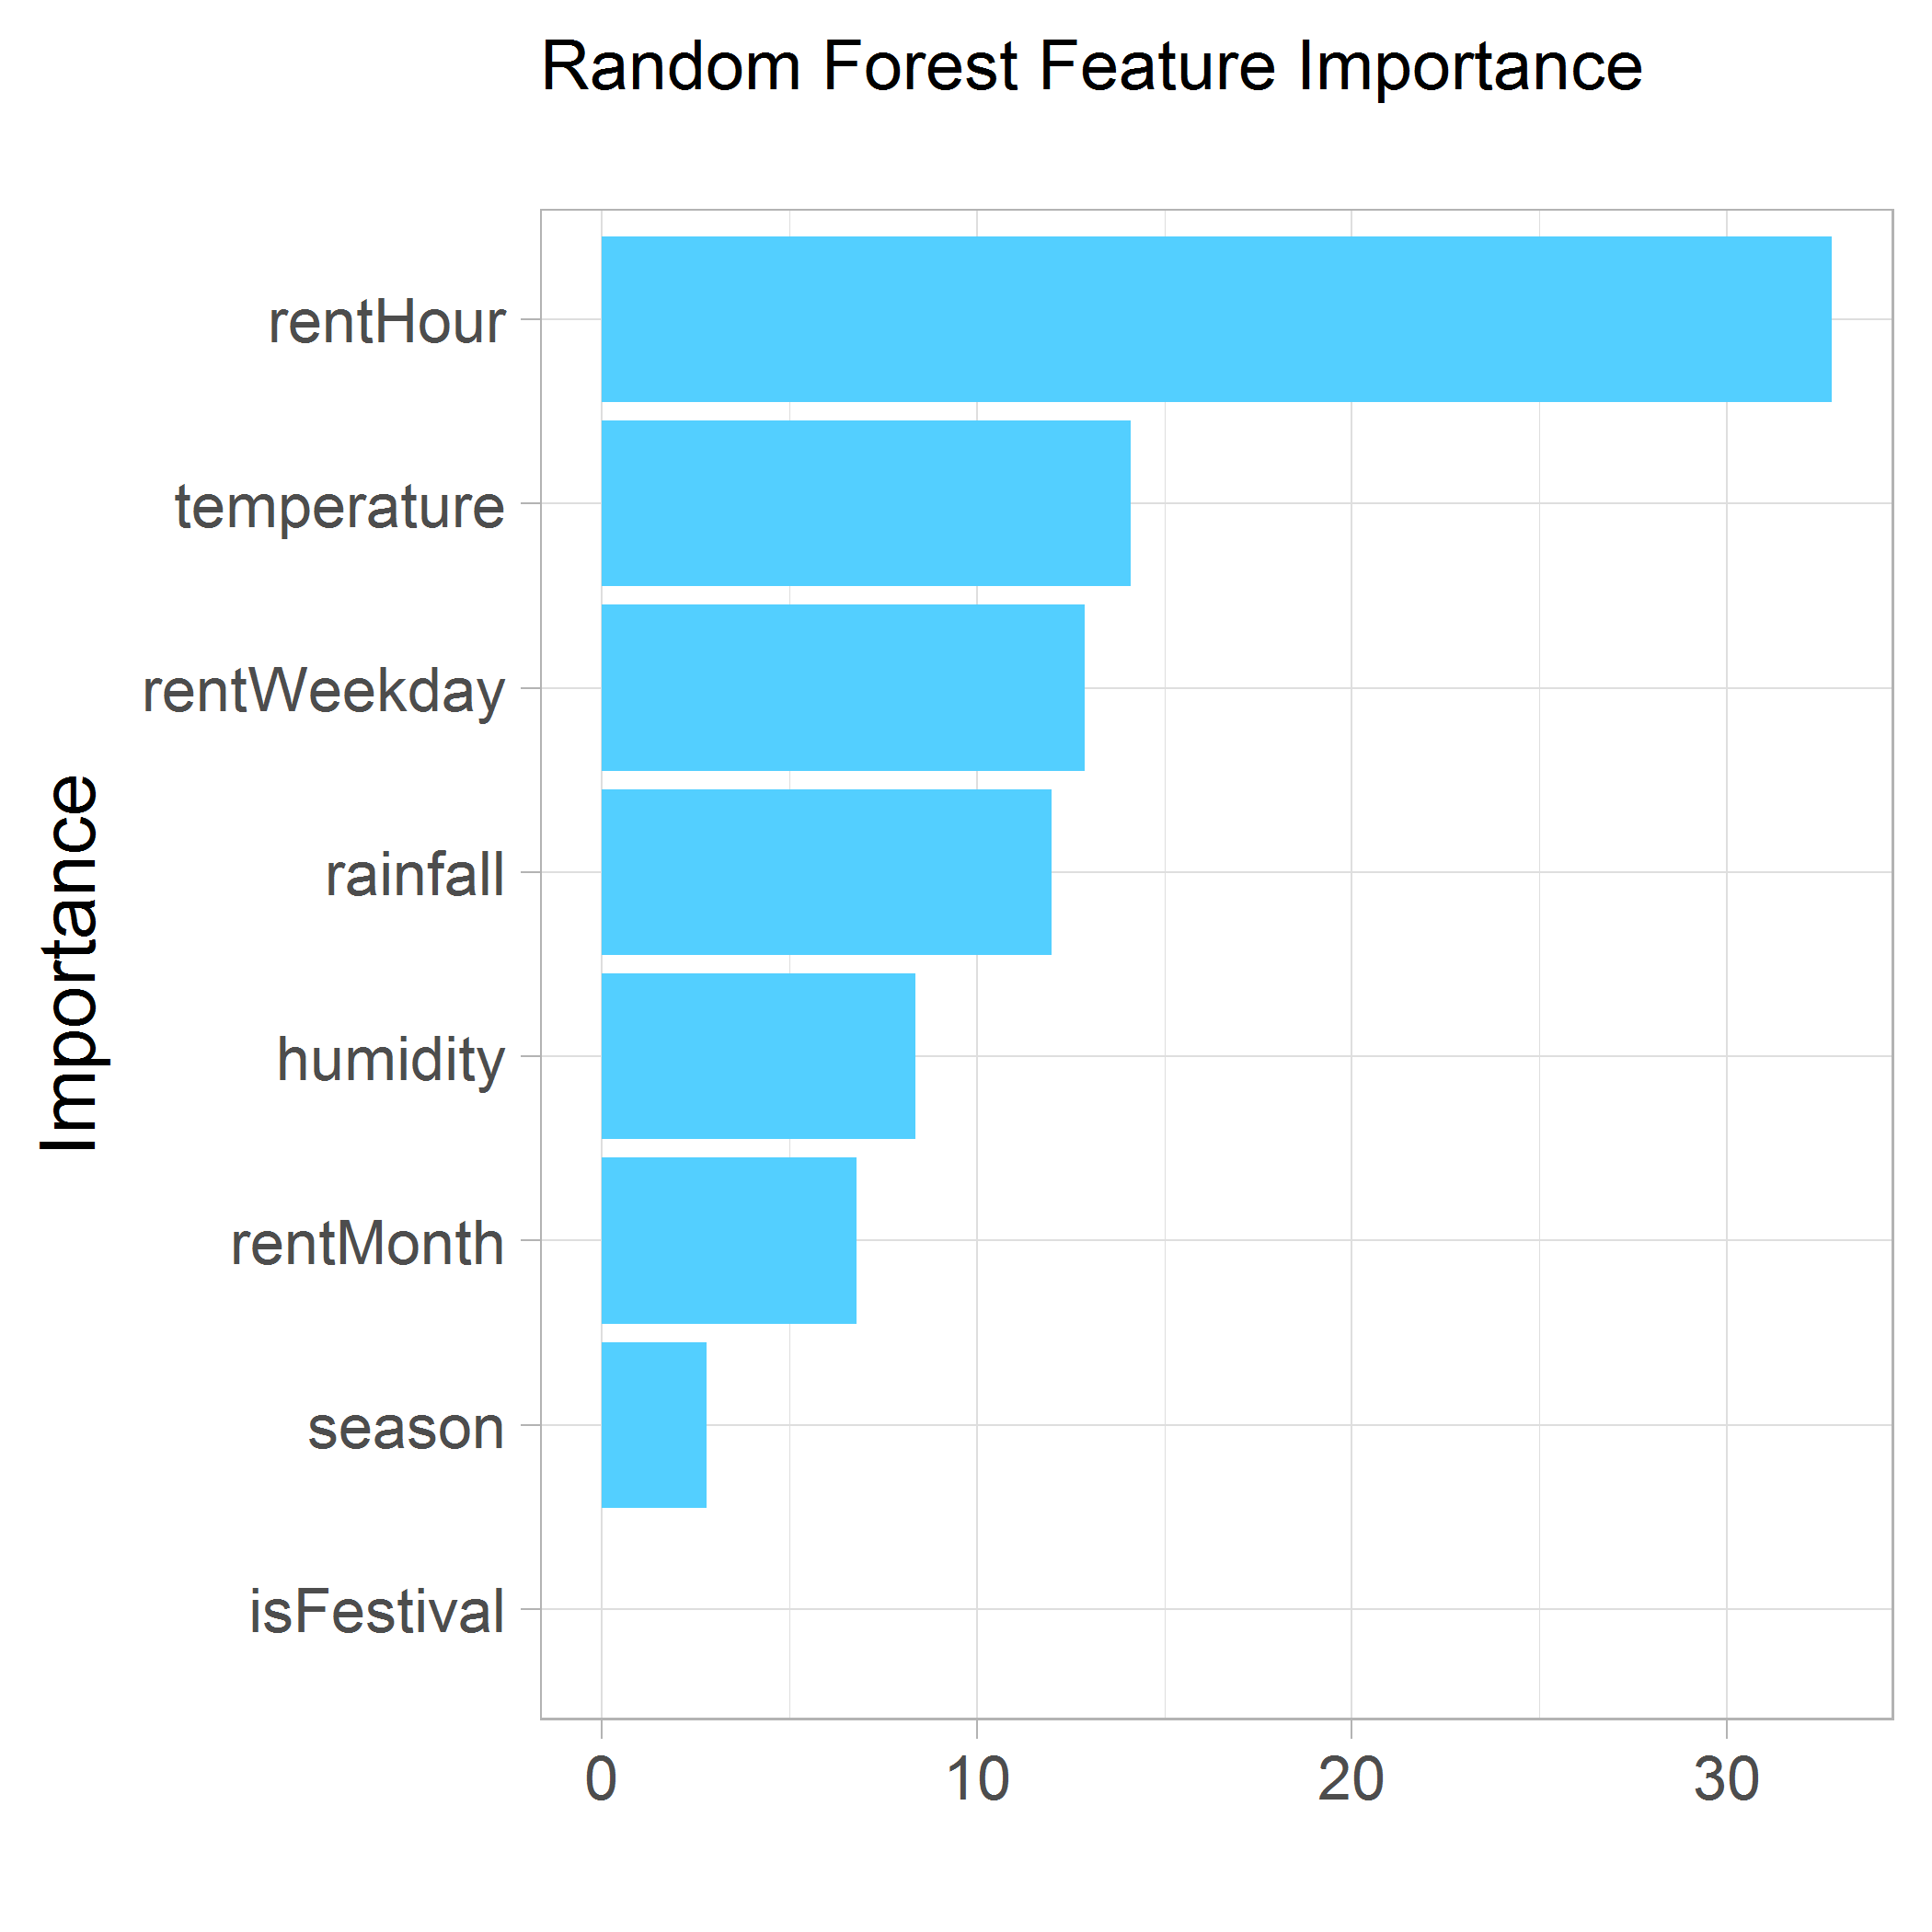 Random Forest Feature Importance
Importance
rentHour
temperature
rentWeekday
rainfall
humidity
rentMonth
season
isFestival
0 10 20 30